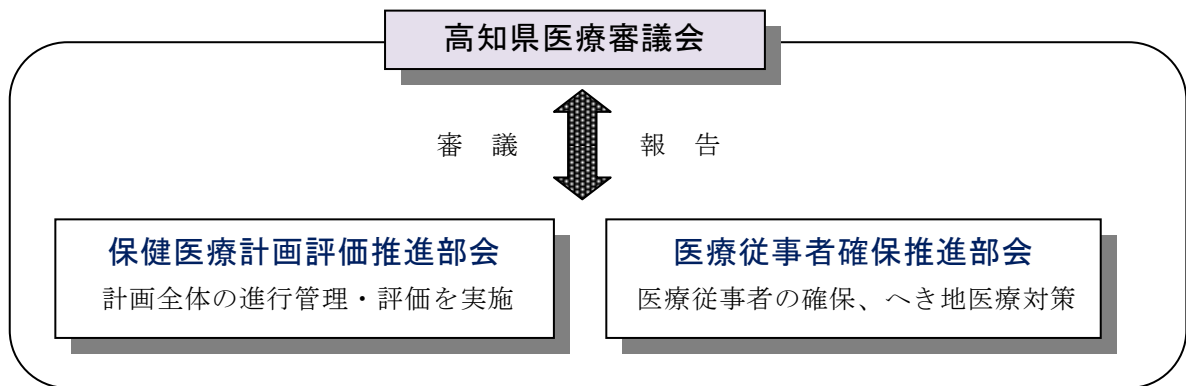 高知県医療審議会
審 議
報 告
保健医療計画評価推進部会
計画全体の進行管理・評価を実施
医療従事者確保推進部会
医療従事者の確保、へき地医療対策